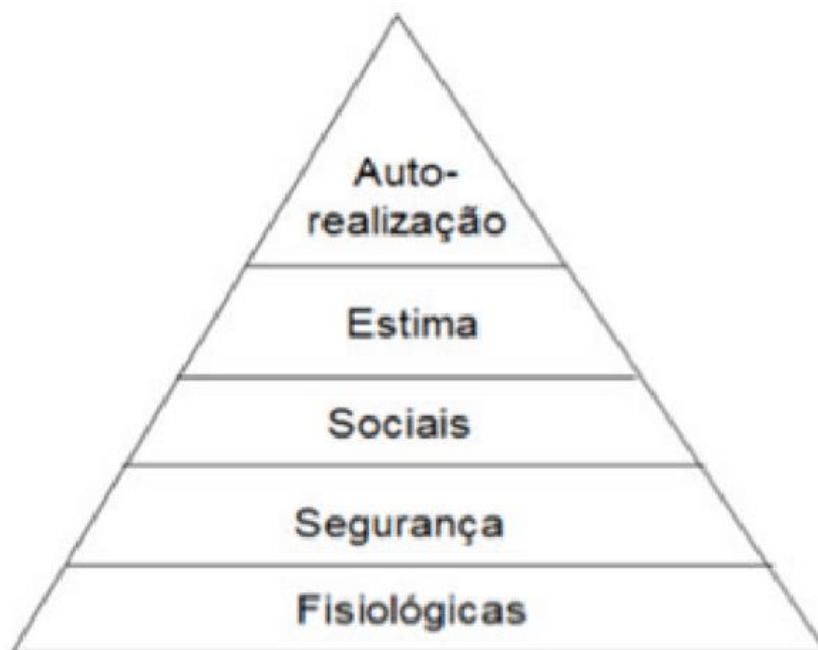 Auto-
realização
Estima
Sociais
Segurança
Fisiológicas